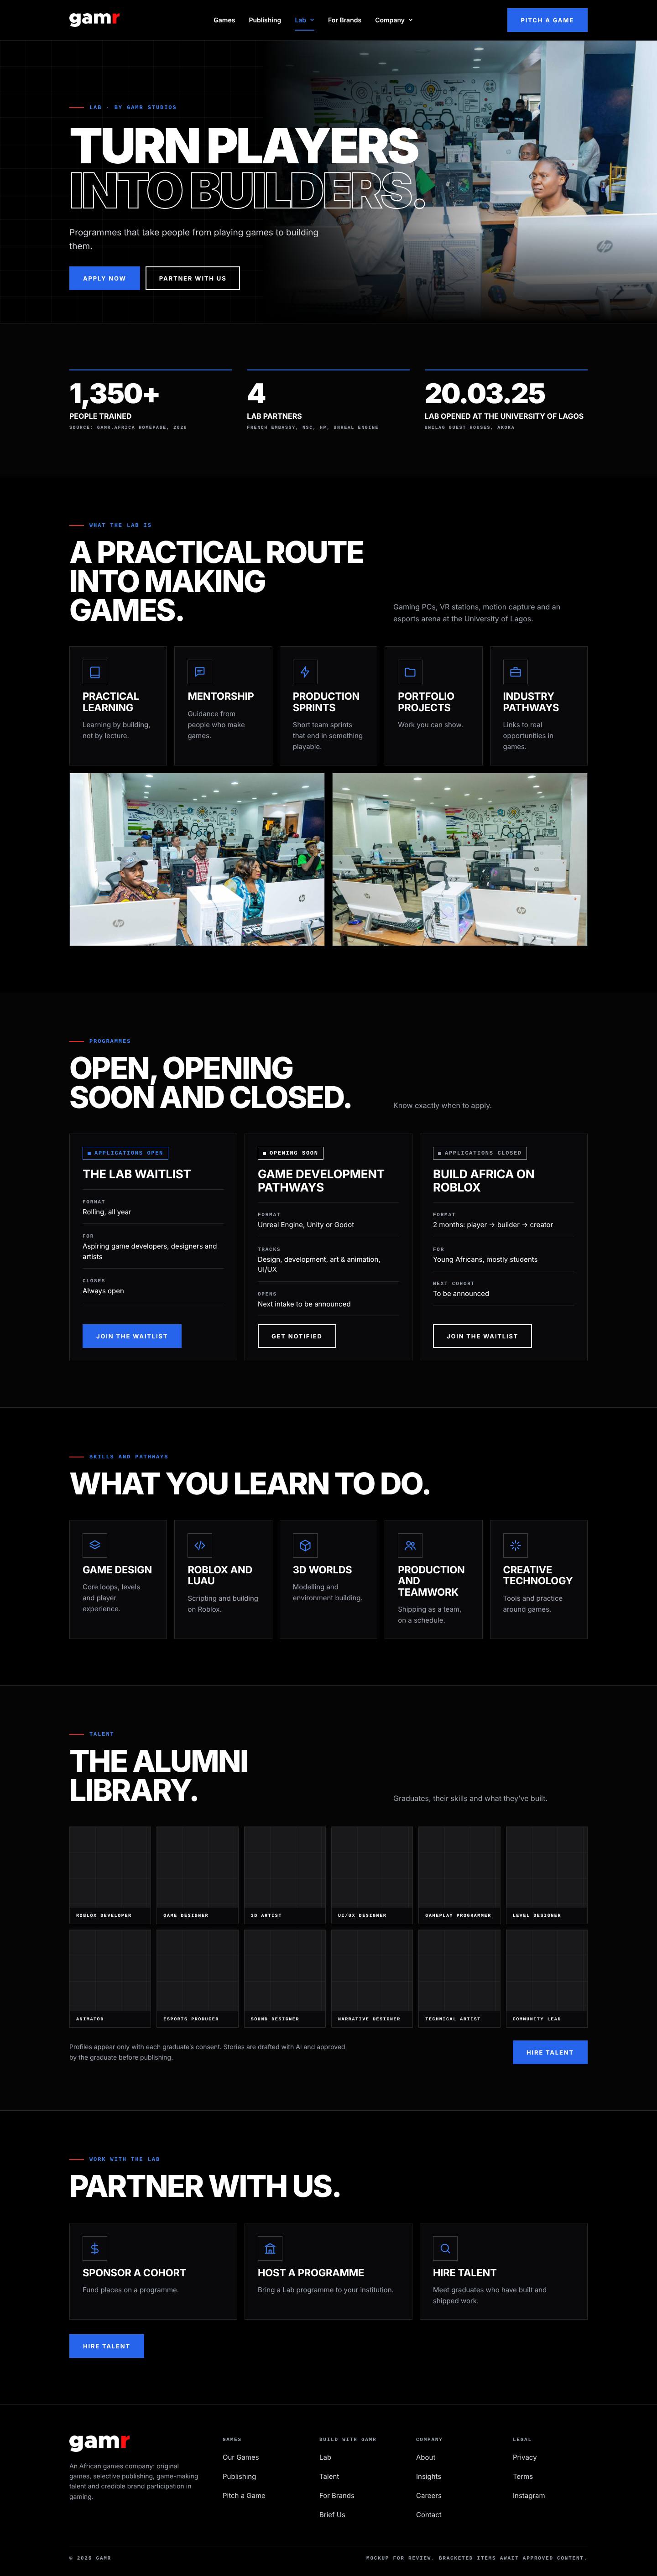 gamr
Games Publishing Lab For Brands Company
PITCH A GAME
LAB · BY GAMR STUDIOS
TURN PLAYERS
INTO BUILDERS.
Programmes that take people from playing games to building
them.
APPLY NOW
PARTNER WITH US
hp
1,350+
PEOPLE TRAINED
SOURCE: GAMR.AFRICA HOMEPAGE, 2026
4
LAB PARTNERS
FRENCH EMBASSY, NSC, HP, UNREAL ENGINE
20.03.25
LAB OPENED AT THE UNIVERSITY OF LAGOS
UNILAG GUEST HOUSES, AKOKA
WHAT THE LAB IS
A PRACTICAL ROUTE
INTO MAKING
GAMES.
Gaming PCs, VR stations, motion capture and an
esports arena at the University of Lagos.
PRACTICAL
LEARNING
Learning by building,
not by lecture.
MENTORSHIP
Guidance from
people who make
games.
PRODUCTION
SPRINTS
Short team sprints
that end in something
playable.
PORTFOLIO
PROJECTS
Work you can show.
INDUSTRY
PATHWAYS
Links to real
opportunities in
games.
hp
hp
hp
hp
PROGRAMMES
OPEN, OPENING
SOON AND CLOSED.
Know exactly when to apply.
APPLICATIONS OPEN
THE LAB WAITLIST
FORMAT
Rolling, all year
FOR
Aspiring game developers, designers and
artists
CLOSES
Always open
JOIN THE WAITLIST
OPENING SOON
GAME DEVELOPMENT
PATHWAYS
FORMAT
Unreal Engine, Unity or Godot
TRACKS
Design, development, art & animation,
UI/UX
OPENS
Next intake to be announced
GET NOTIFIED
APPLICATIONS CLOSED
BUILD AFRICA ON
ROBLOX
FORMAT
2 months: player → builder → creator
FOR
Young Africans, mostly students
NEXT COHORT
To be announced
JOIN THE WAITLIST
SKILLS AND PATHWAYS
WHAT YOU LEARN TO DO.
GAME DESIGN
Core loops, levels
and player
experience.
ROBLOX AND
LUAU
Scripting and building
on Roblox.
3D WORLDS
Modelling and
environment building.
PRODUCTION
AND
TEAMWORK
Shipping as a team,
on a schedule.
CREATIVE
TECHNOLOGY
Tools and practice
around games.
TALENT
THE ALUMNI
LIBRARY.
Graduates, their skills and what they've built.
ROBLOX DEVELOPER
GAME DESIGNER
3D ARTIST
UI/UX DESIGNER
GAMEPLAY PROGRAMMER
LEVEL DESIGNER
ANIMATOR
ESPORTS PRODUCER
SOUND DESIGNER
NARRATIVE DESIGNER
TECHNICAL ARTIST
COMMUNITY LEAD
Profiles appear only with each graduate's consent. Stories are drafted with AI and approved
by the graduate before publishing.
HIRE TALENT
WORK WITH THE LAB
PARTNER WITH US.
SPONSOR A COHORT
Fund places on a programme.
HOST A PROGRAMME
Bring a Lab programme to your institution.
HIRE TALENT
Meet graduates who have built and
shipped work.
HIRE TALENT
gamr
An African games company: original
games, selective publishing, game-making
talent and credible brand participation in
gaming.
GAMES
Our Games
Publishing
Pitch a Game
BUILD WITH GAMR
Lab
Talent
For Brands
Brief Us
COMPANY
About
Insights
Careers
Contact
LEGAL
Privacy
Terms
Instagram
© 2026 GAMR
MOCKUP FOR REVIEW. BRACKETED ITEMS AWAIT APPROVED CONTENT.